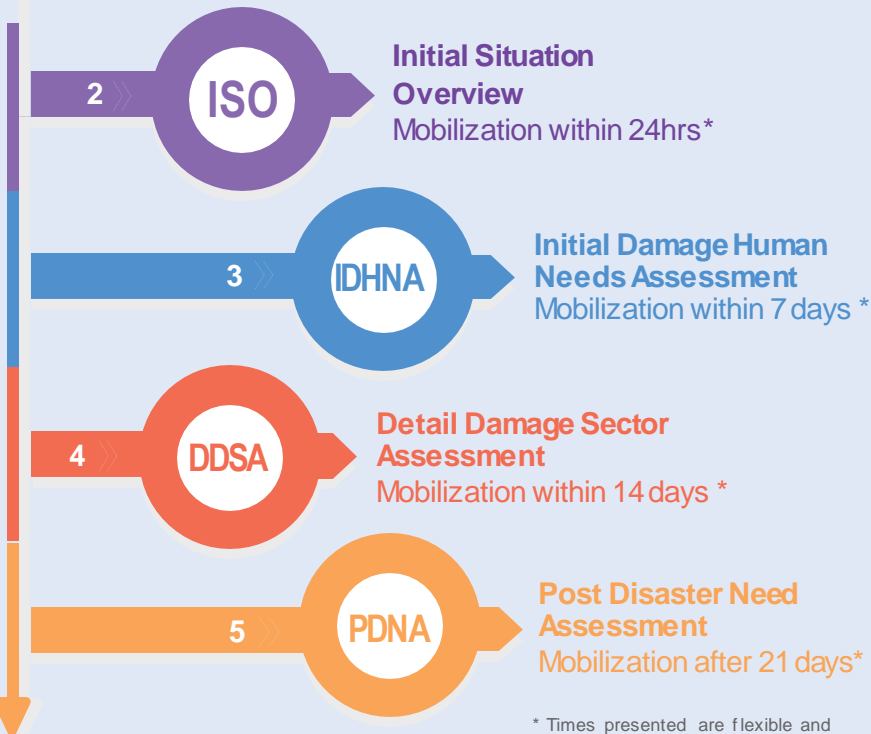 2
ISO
Initial Situation
Overview
Mobilization within 24hrs*
3
IDHNA
Initial Damage Human
Needs Assessment
Mobilization within 7 days *
4
DDSA
Detail Damage Sector
Assessment
Mobilization within 14 days *
5
PDNA
Post Disaster Need
Assessment
Mobilization after 21 days*
* Times presented are flexible and